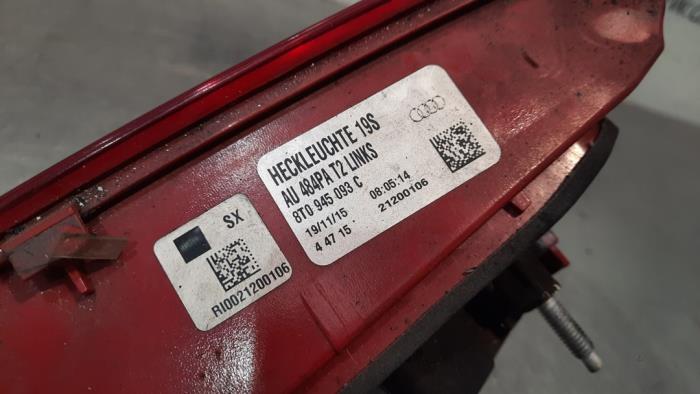 HECKLEUCHTE 19S
AU 484PA T2 LINKS
8T0 945 093 C
19/11/15 08:05:14
4 47 15 21200106
SX
RI0021200106